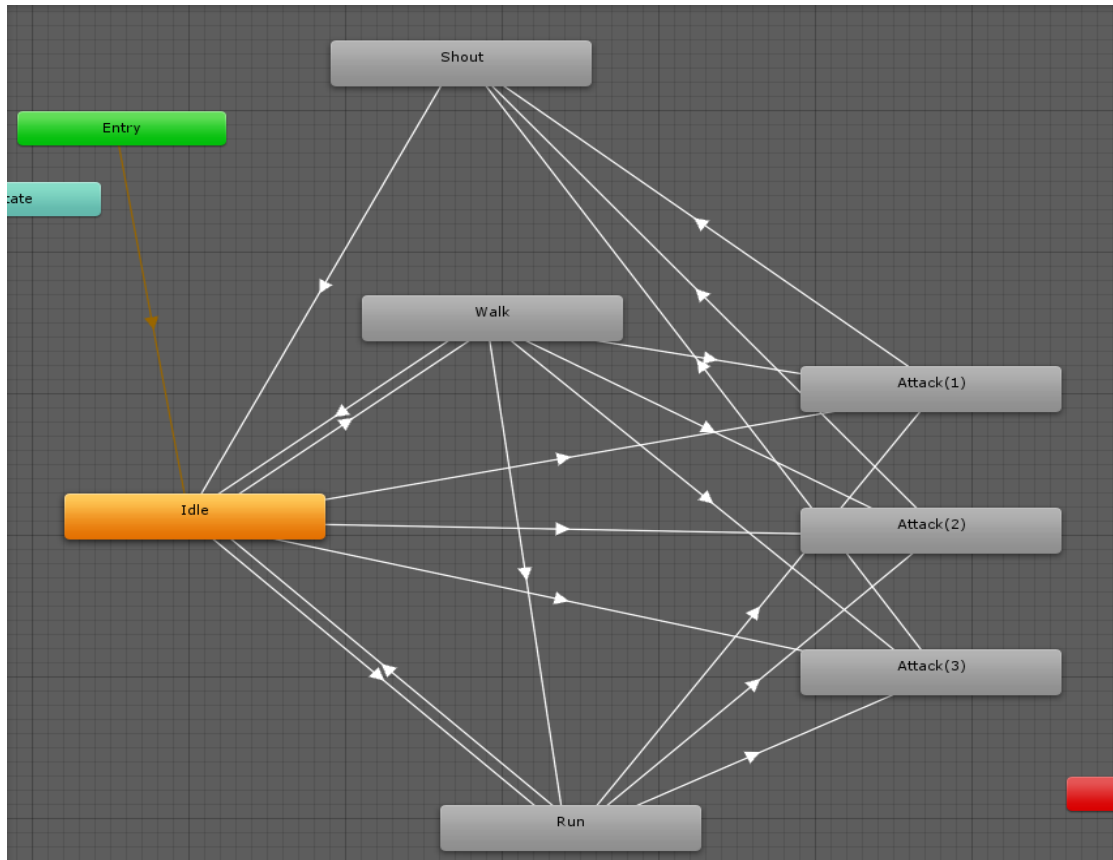 Shout
Entry
tate
Walk
Attack(1)
Idle
Attack(2)
Attack(3)
Run